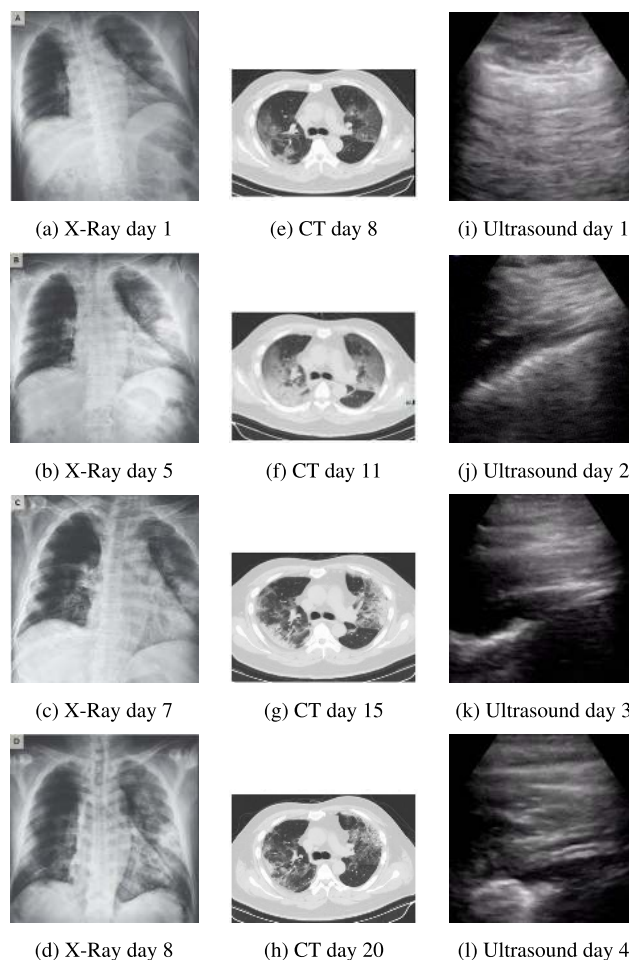 A
(a) X-Ray day 1
(e) CT day 8
(i) Ultrasound day 1
B
(b) X-Ray day 5
(f) CT day 11
(j) Ultrasound day 2
C
(c) X-Ray day 7
(g) CT day 15
(k) Ultrasound day 3
D
(d) X-Ray day 8
(h) CT day 20
(l) Ultrasound day 4